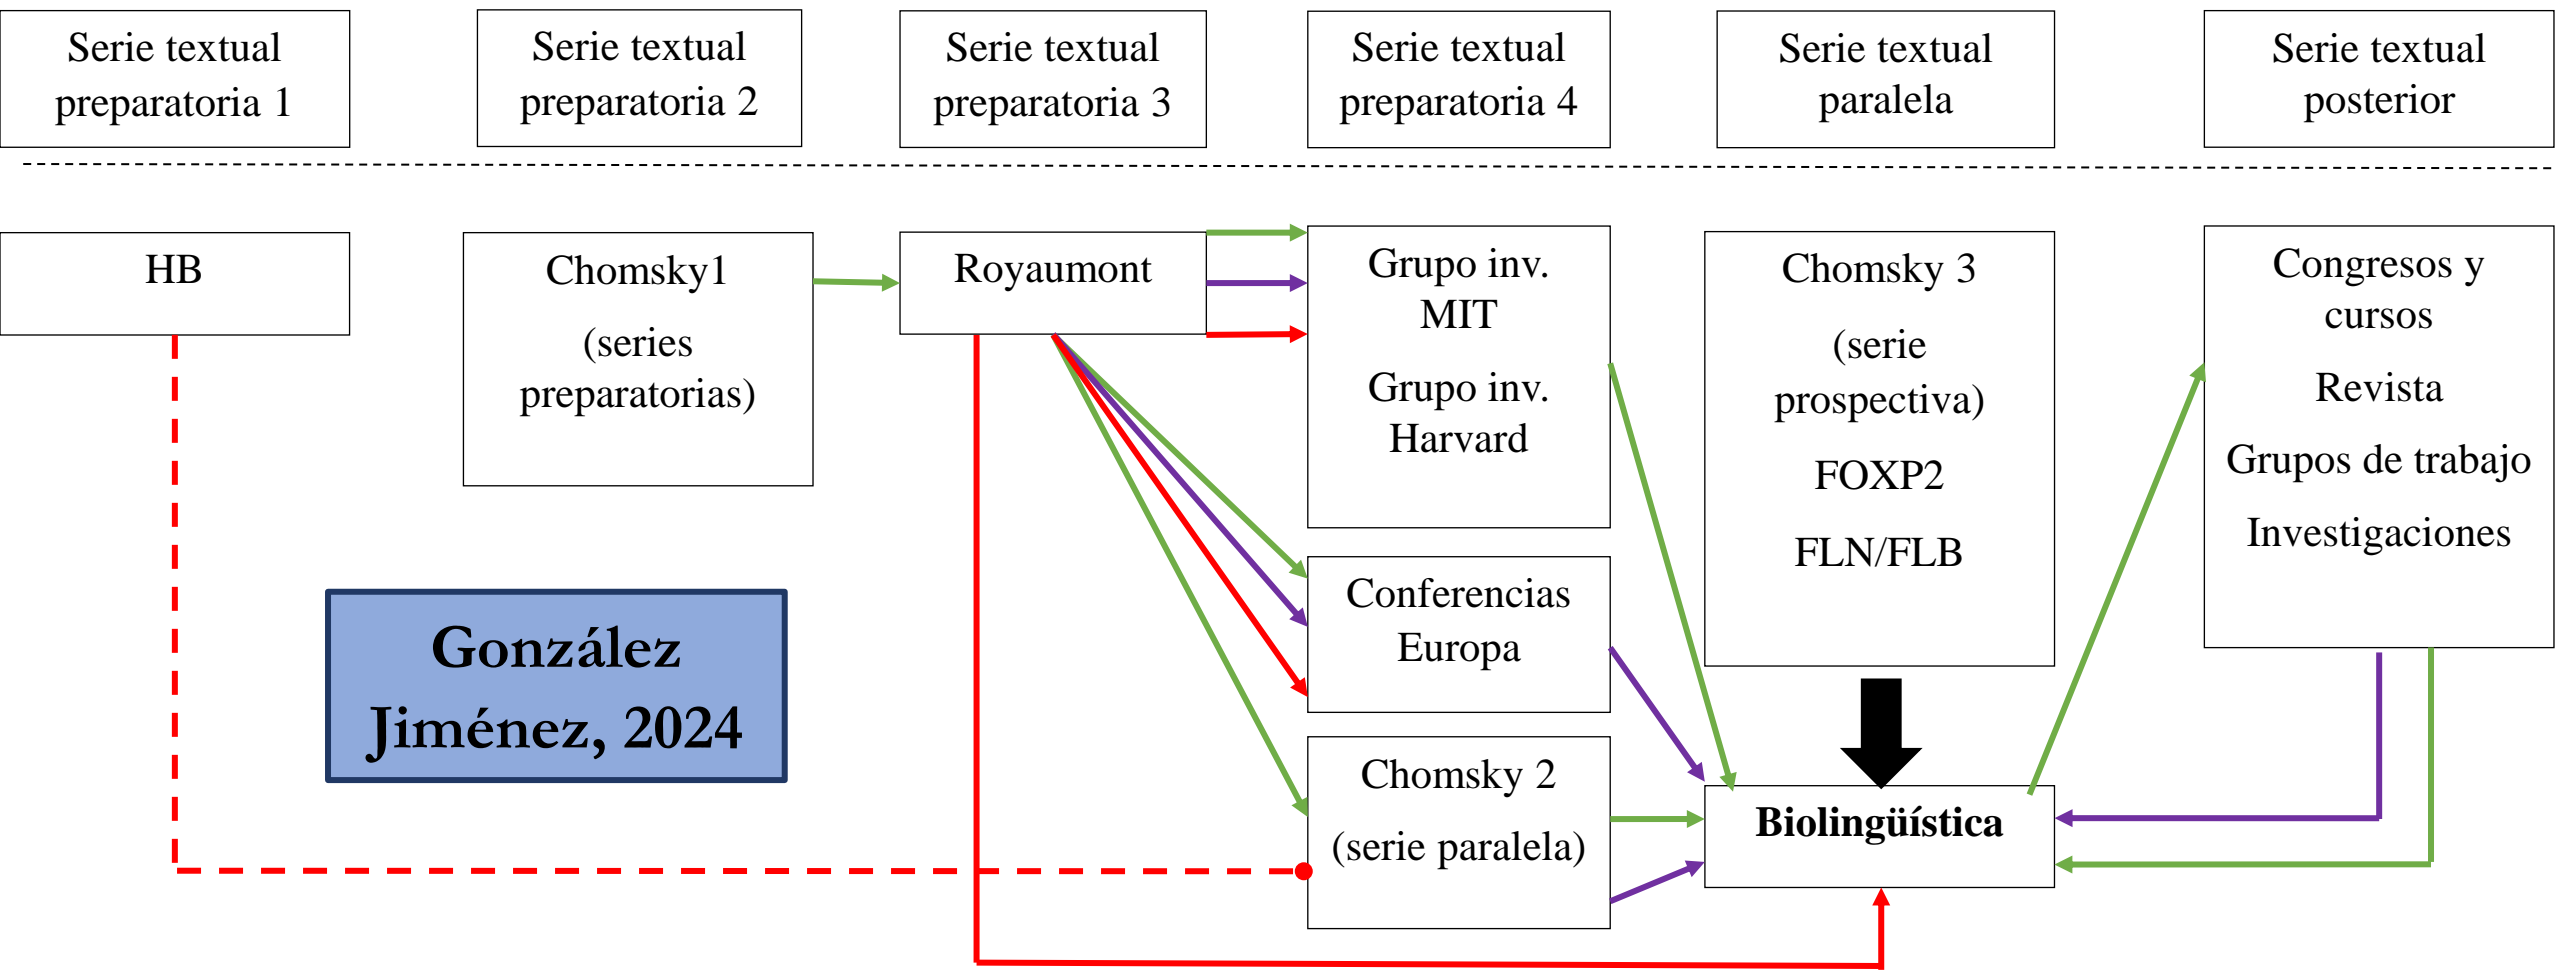 Serie textual
preparatoria 1
Serie textual
preparatoria 2
Serie textual
preparatoria 3
Serie textual
preparatoria 4
Serie textual
paralela
Serie textual
posterior
HB
Chomsky1
(series
preparatorias)
Royaumont
Grupo inv.
MIT
Grupo inv.
Harvard
Conferencias
Europa
Chomsky 2
(serie paralela)
Chomsky 3
(serie
prospectiva)
FOXP2
FLN/FLB
Biolingüística
Congresos y
cursos
Revista
Grupos de trabajo
Investigaciones
González
Jiménez, 2024